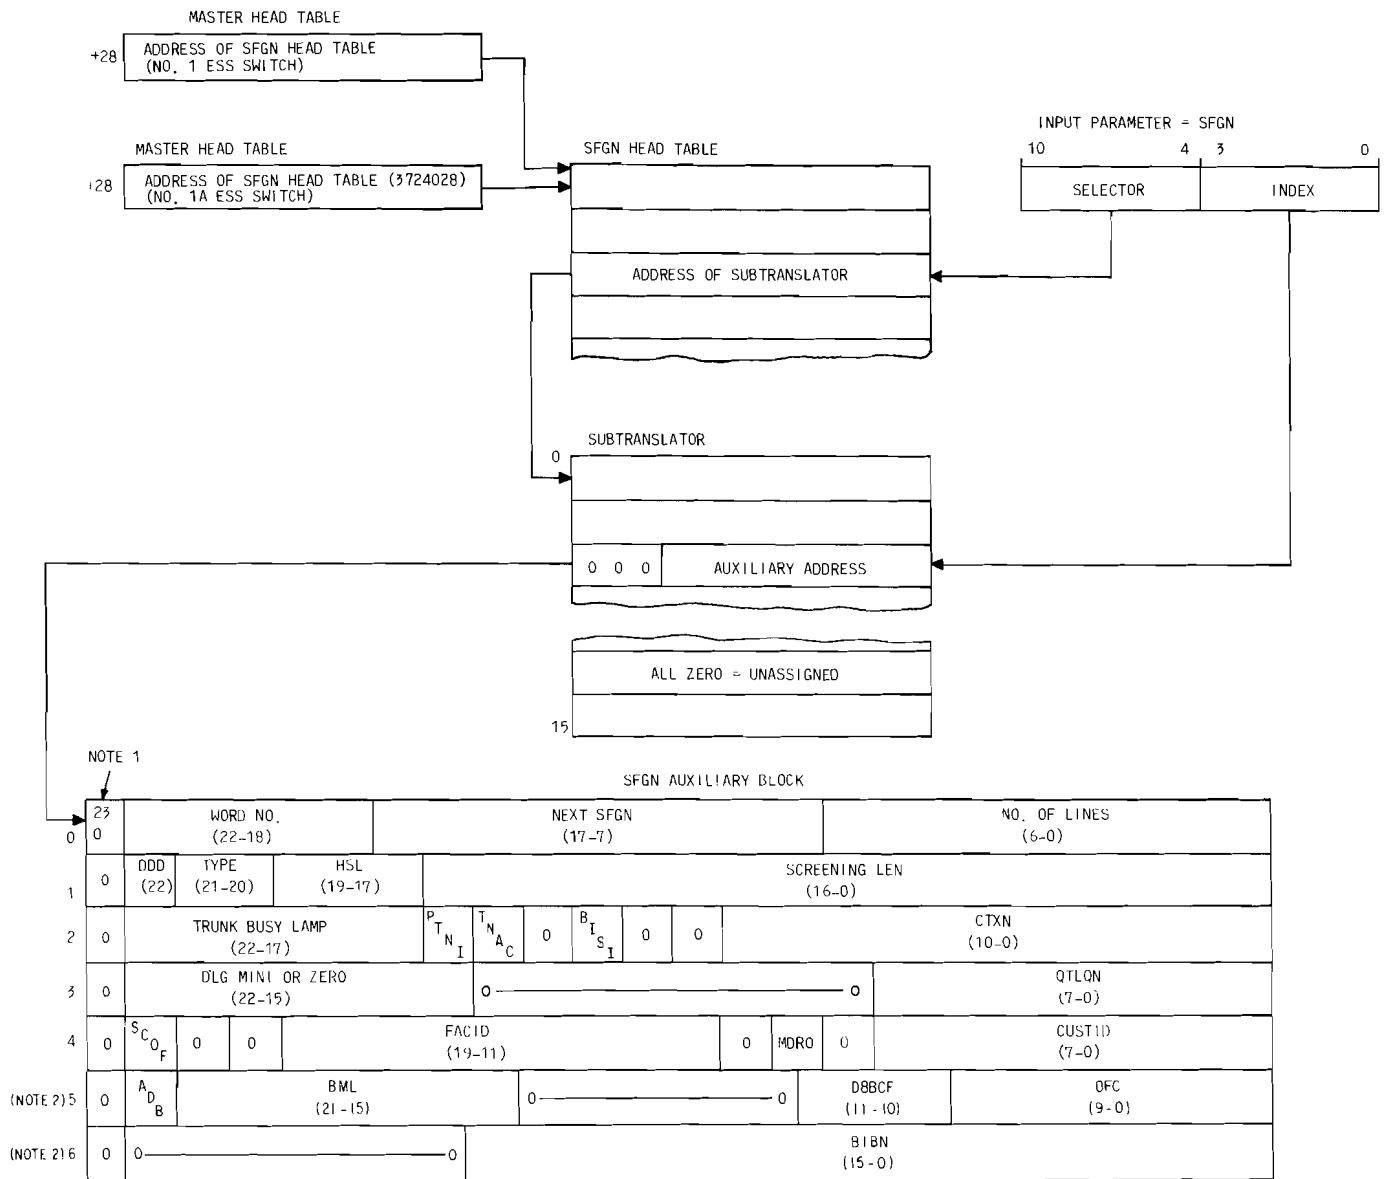 MASTER HEAD TABLE
+28
ADDRESS OF SFGN HEAD TABLE
(NO. 1 ESS SWITCH)
INPUT PARAMETER = SFGN
MASTER HEAD TABLE
SFGN HEAD TABLE
10 4 3 0
+28
ADDRESS OF SFGN HEAD TABLE (3724028)
(NO. 1A ESS SWITCH)
SELECTOR
INDEX
ADDRESS OF SUBTRANSLATOR
SUBTRANSLATOR
0
0 0 0
AUXILIARY ADDRESS
ALL ZERO = UNASSIGNED
15
NOTE 1
SFGN AUXILIARY BLOCK
0
23
0
WORD NO.
(22-18)
NEXT SFGN
(17-7)
NO. OF LINES
(6-0)
1
0
DDD
(22)
TYPE
(21-20)
HSL
(19-17)
SCREENING LEN
(16-0)
2
0
TRUNK BUSY LAMP
(22-17)
PTNI
TNAC
0
BISI
0
0
CTXN
(10-0)
3
0
DLG MINI OR ZERO
(22-15)
0 0
QTLQN
(7-0)
4
0
SCOF
0
0
FACID
(19-11)
0
MDRO
0
CUSTID
(7-0)
(NOTE 2) 5
0
ADB
BML
(21-15)
0 0
D8BCF
(11-10)
OFC
(9-0)
(NOTE 2) 6
0
0 0
BIBN
(15-0)